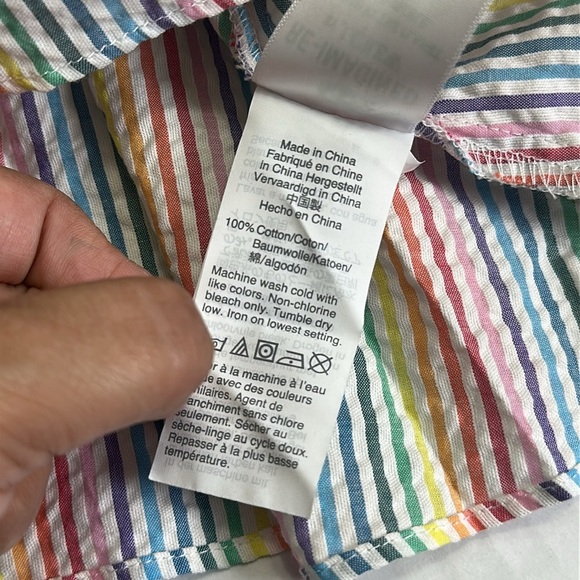 Made in China
Fabriqué en Chine
in China Hergestellt
Vervaardigd in China
中国製
Hecho en China
100% Cotton/Coton/
Baumwolle/Katoen/
綿/algodón
Machine wash cold with
like colors. Non-chlorine
bleach only. Tumble dry
low. Iron on lowest setting.
à la machine à l'eau
avec des couleurs
Agent de
sans chlore
Sécher au
sèche-linge au cycle doux.
Repasser à la plus basse
température.